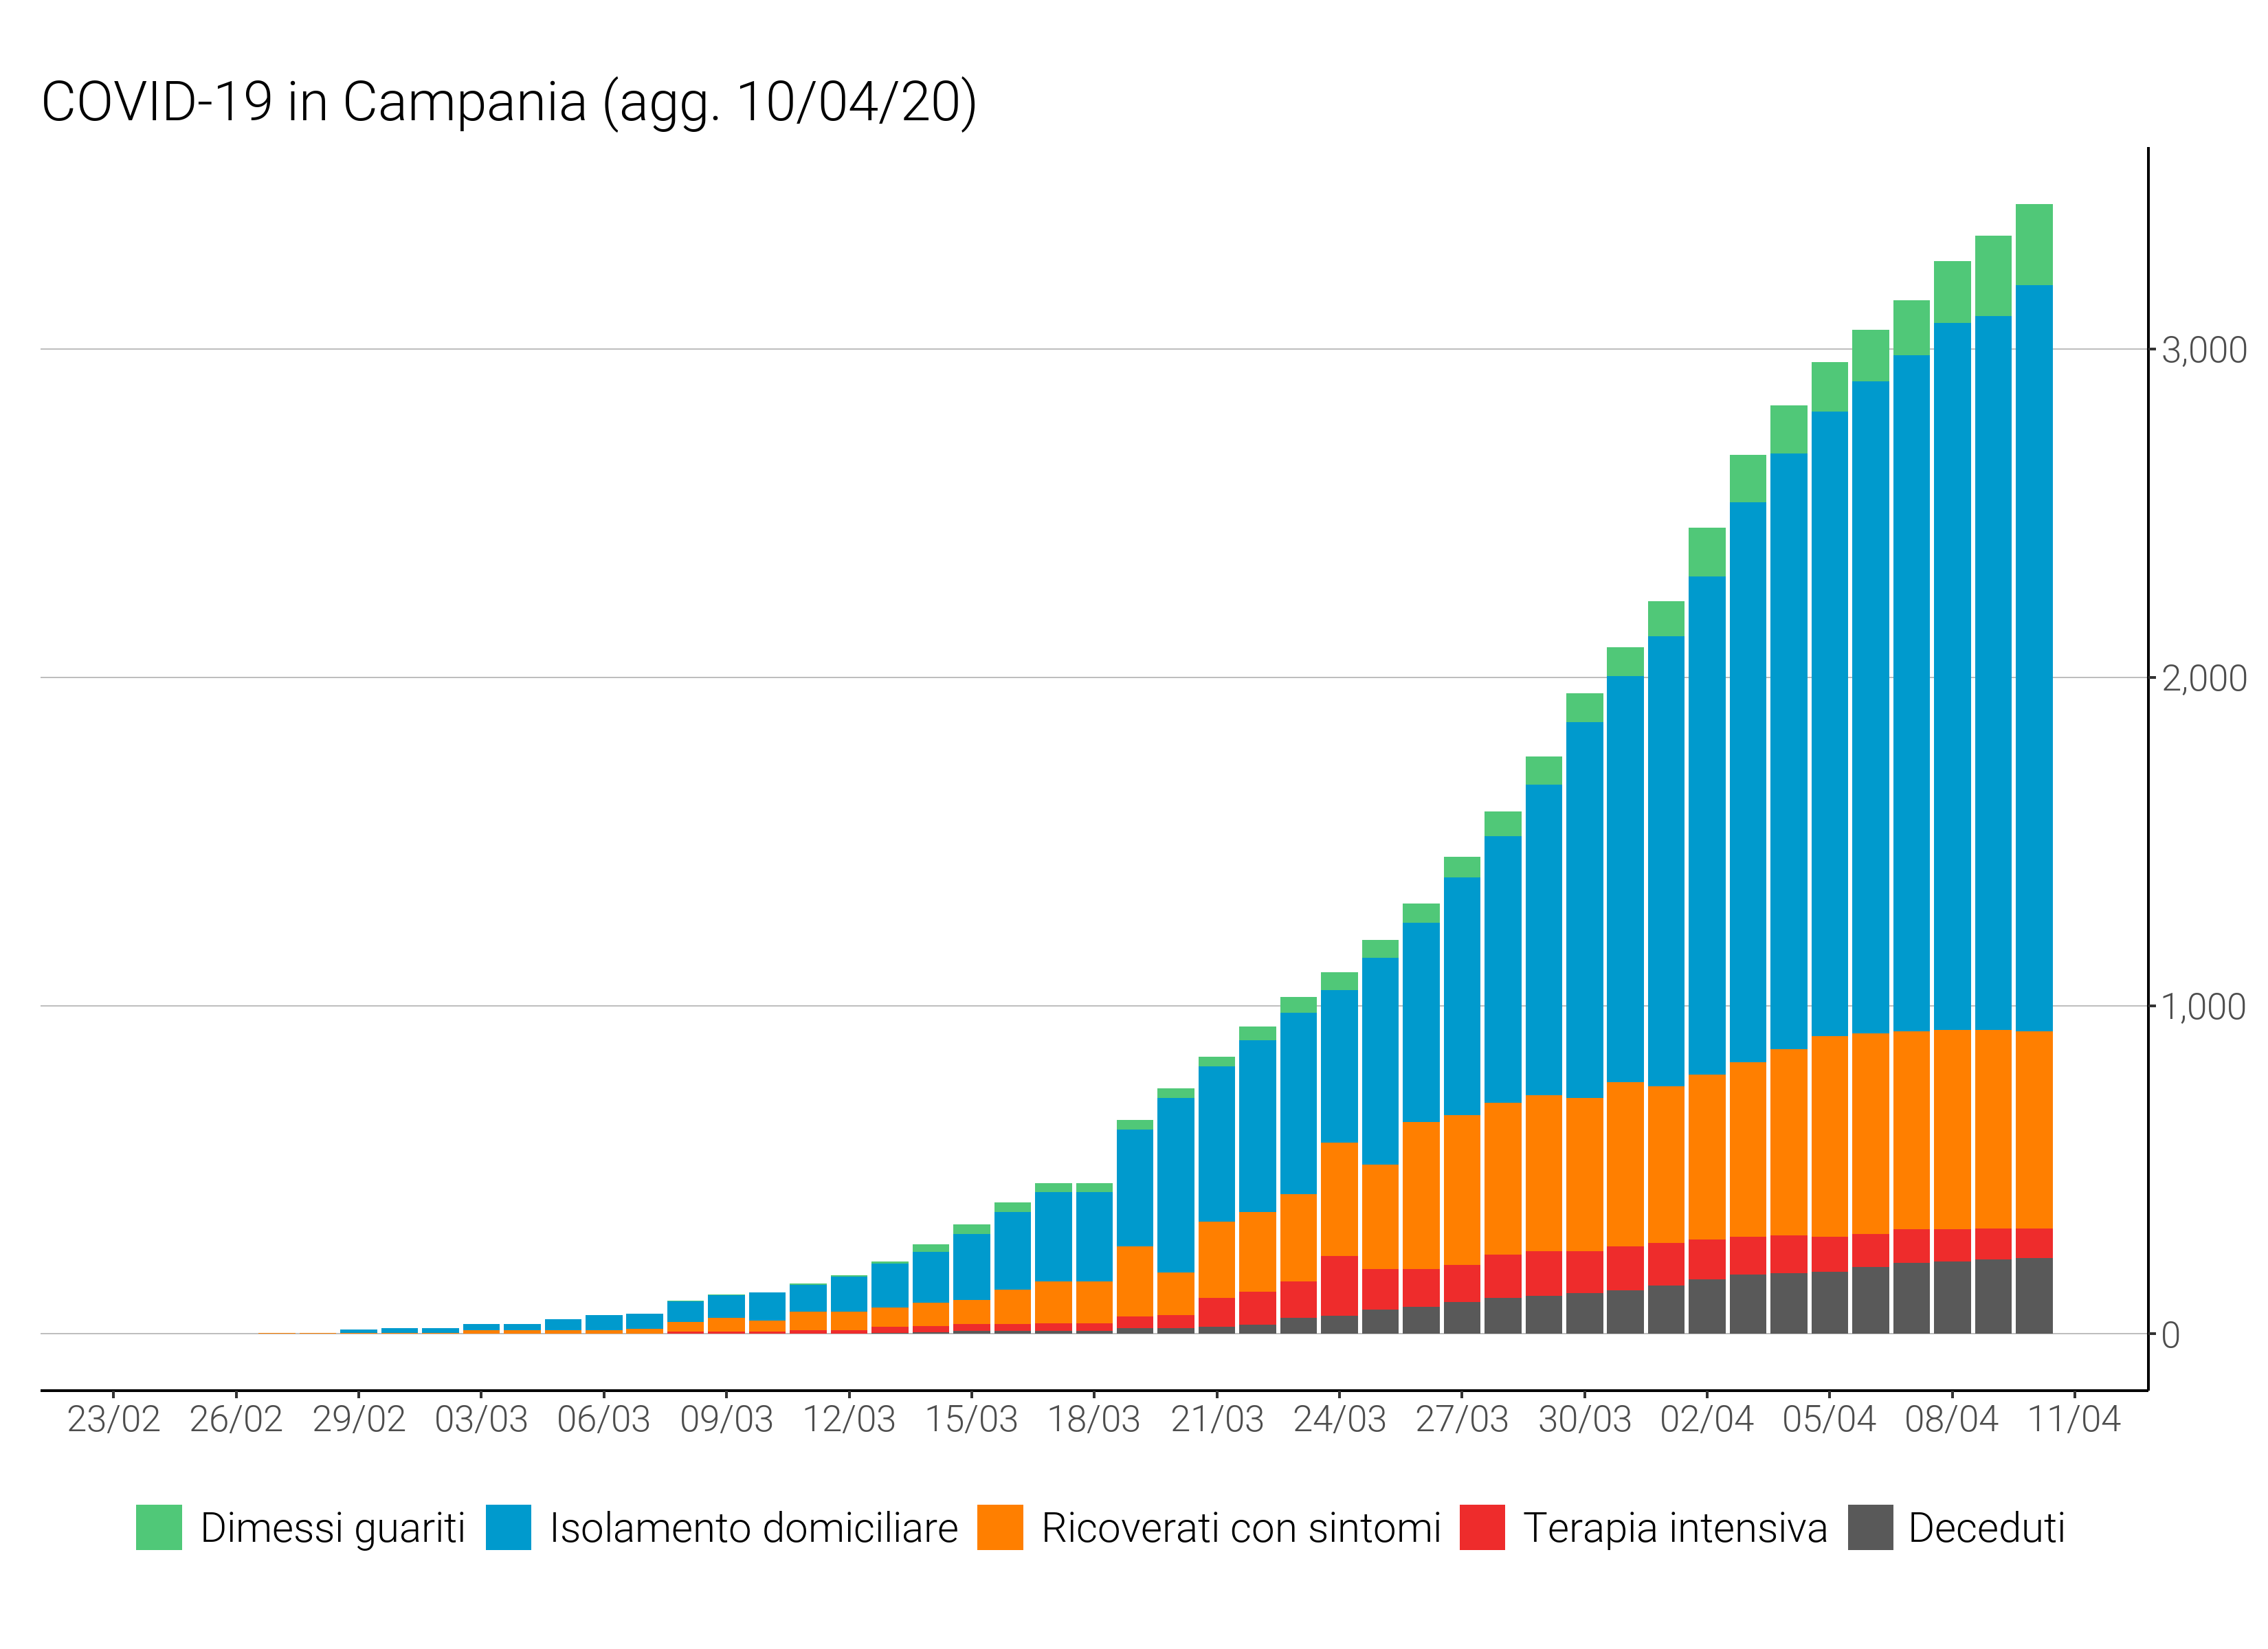 COVID-19 in Campania (agg. 10/04/20)
3,000
2,000
1,000
0
23/02 26/02 29/02 03/03 06/03 09/03 12/03 15/03 18/03 21/03 24/03 27/03 30/03 02/04 05/04 08/04 11/04
Dimessi guariti Isolamento domiciliare Ricoverati con sintomi Terapia intensiva Deceduti